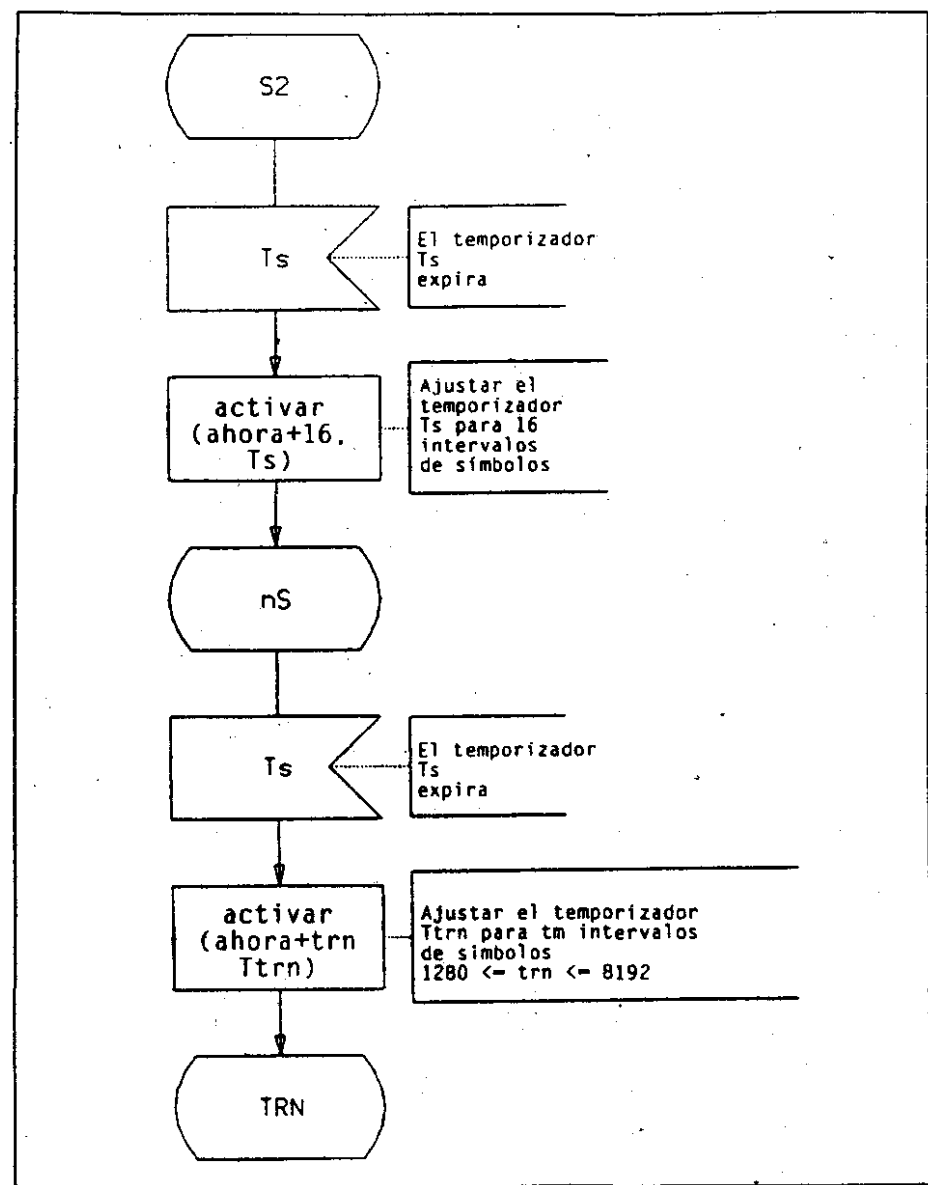 S2
Ts
El temporizador
Ts
expira
activar
(ahora+16,
Ts)
Ajustar el
temporizador
Ts para 16
intervalos
de símbolos
nS
Ts
El temporizador
Ts
expira
activar
(ahora+trn
Ttrn)
Ajustar el temporizador
Ttrn para tm intervalos
de simbolos
1280 <= trn <= 8192
TRN